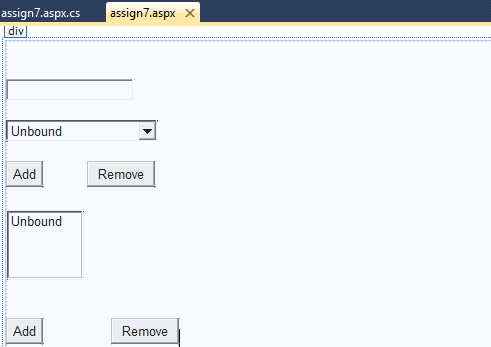 assign7.aspx.cs assign7.aspx
div
Unbound
Add Remove
Unbound
Add Remove